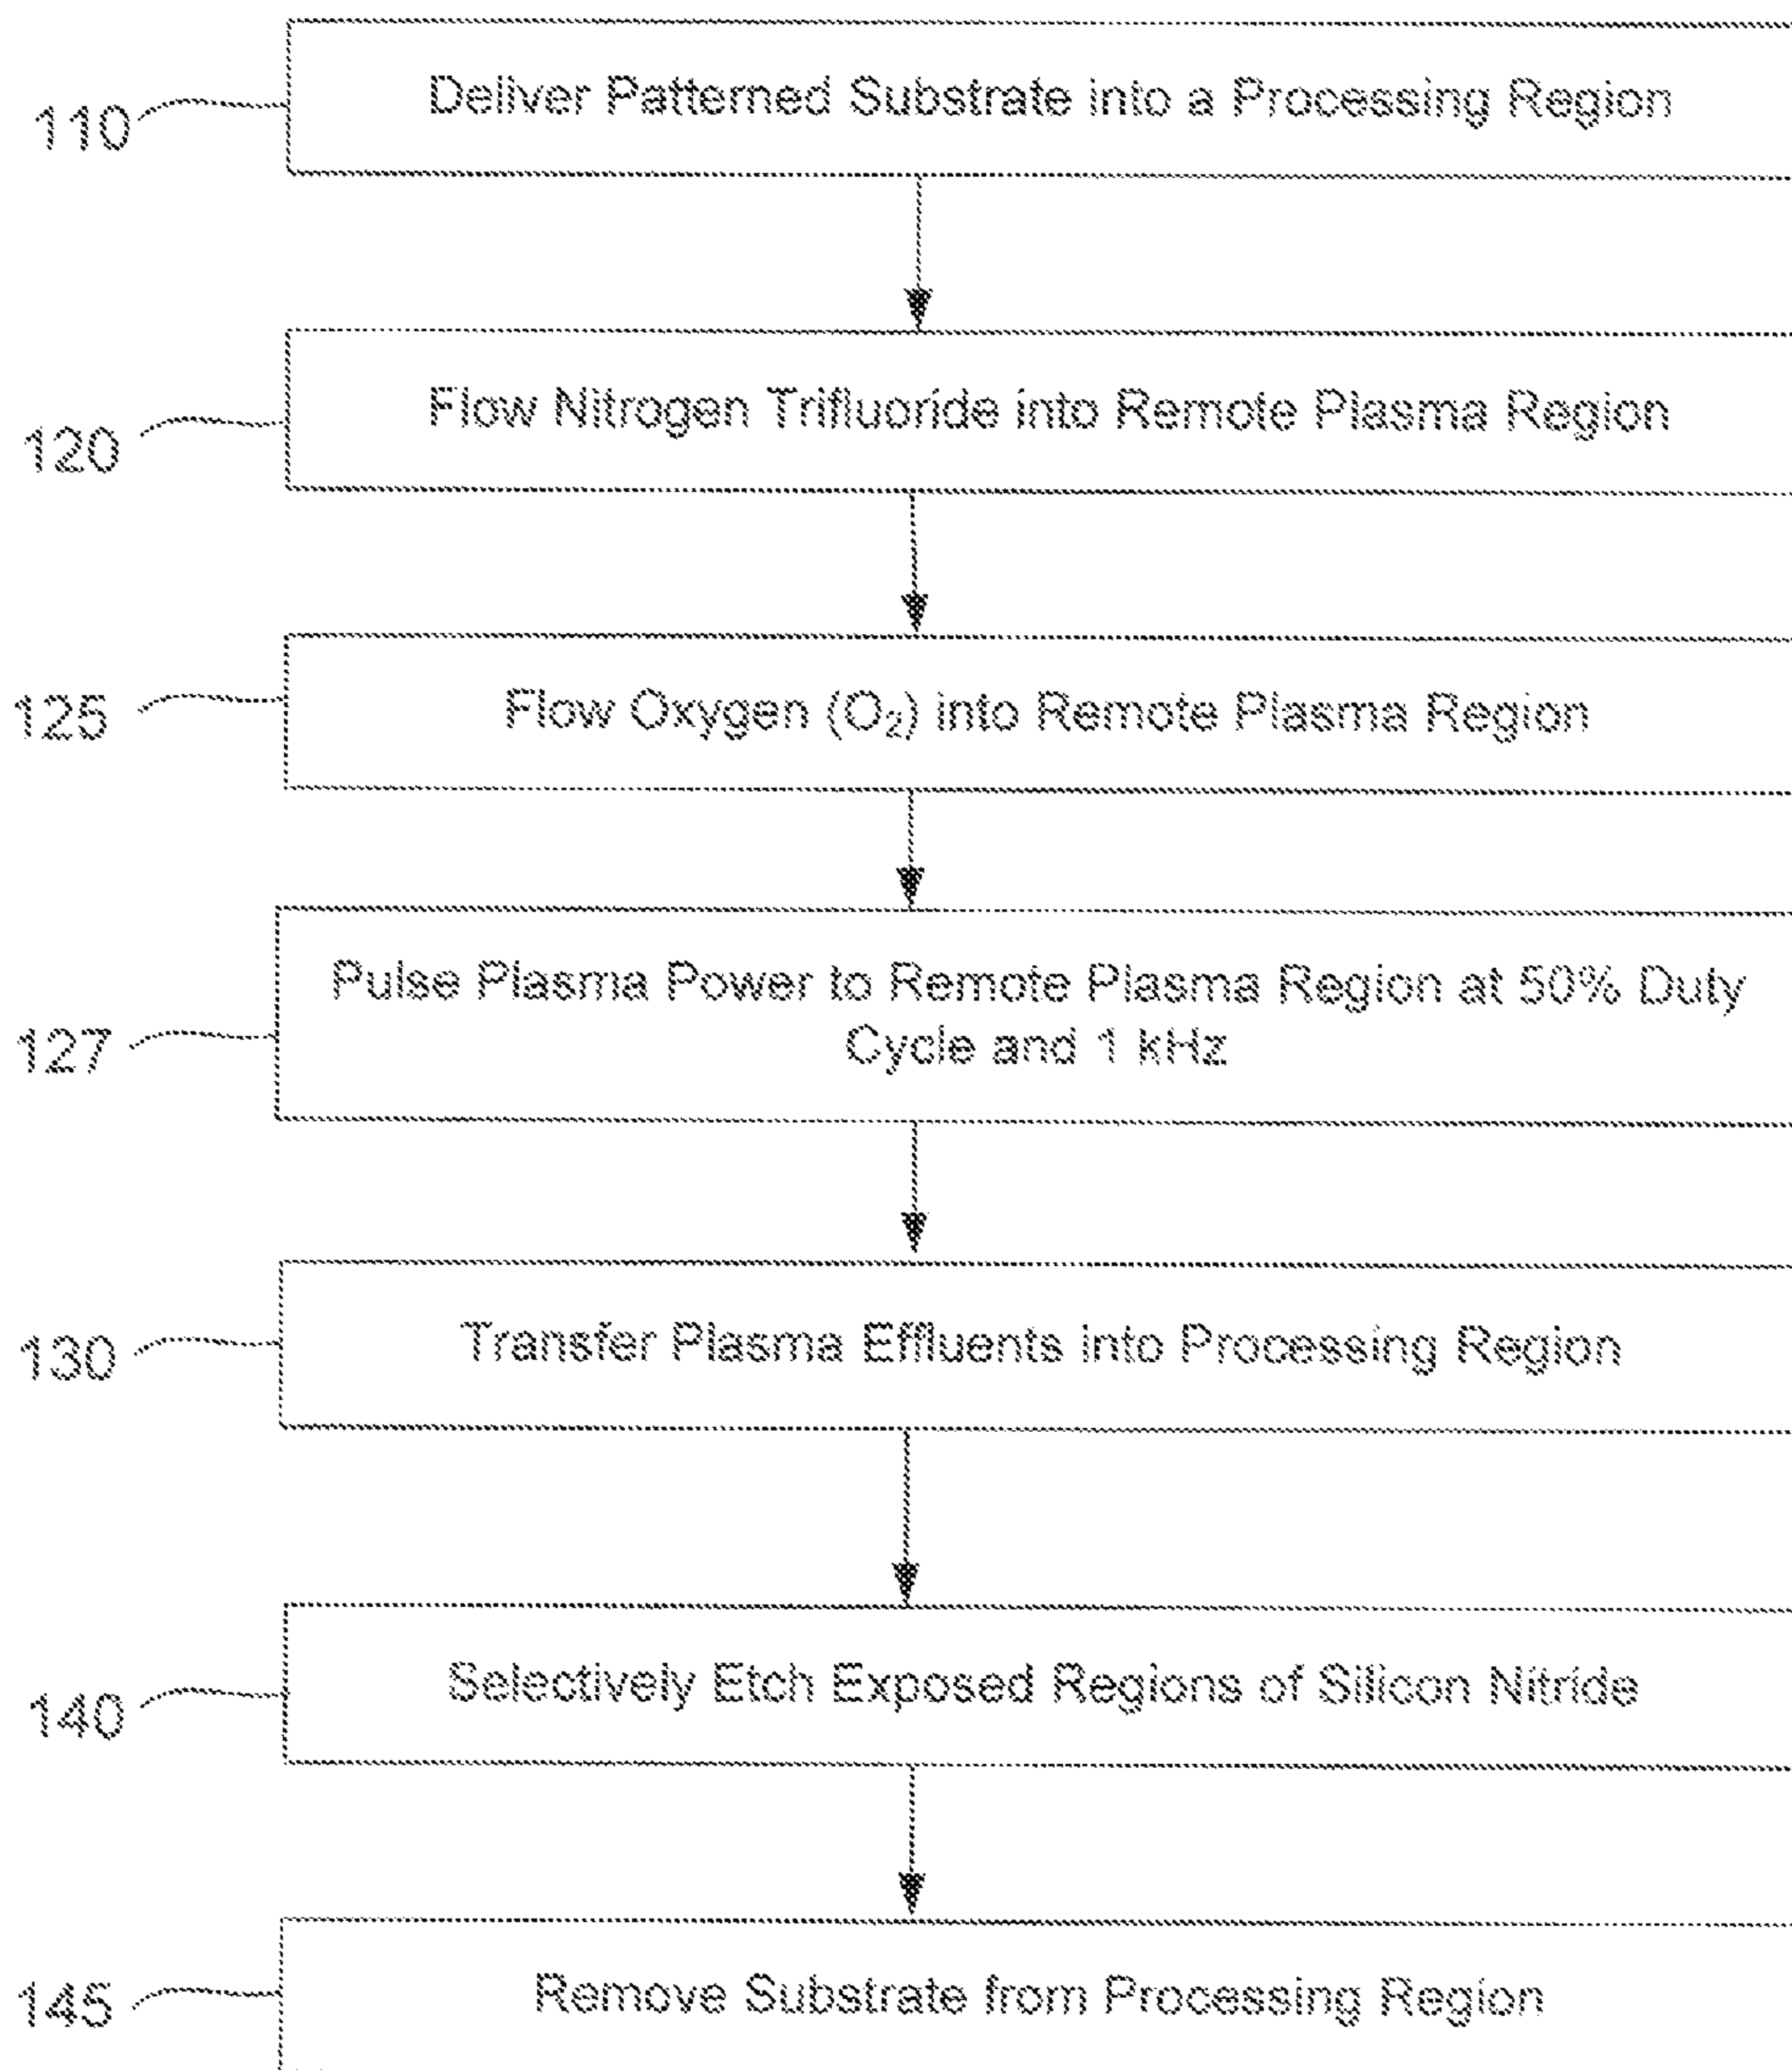 110
Deliver Patterned Substrate into a Processing Region
120
Flow Nitrogen Trifluoride into Remote Plasma Region
125
Flow Oxygen (O₂) into Remote Plasma Region
127
Pulse Plasma Power to Remote Plasma Region at 50% Duty
Cycle and 1 kHz
130
Transfer Plasma Effluents into Processing Region
140
Selectively Etch Exposed Regions of Silicon Nitride
145
Remove Substrate from Processing Region